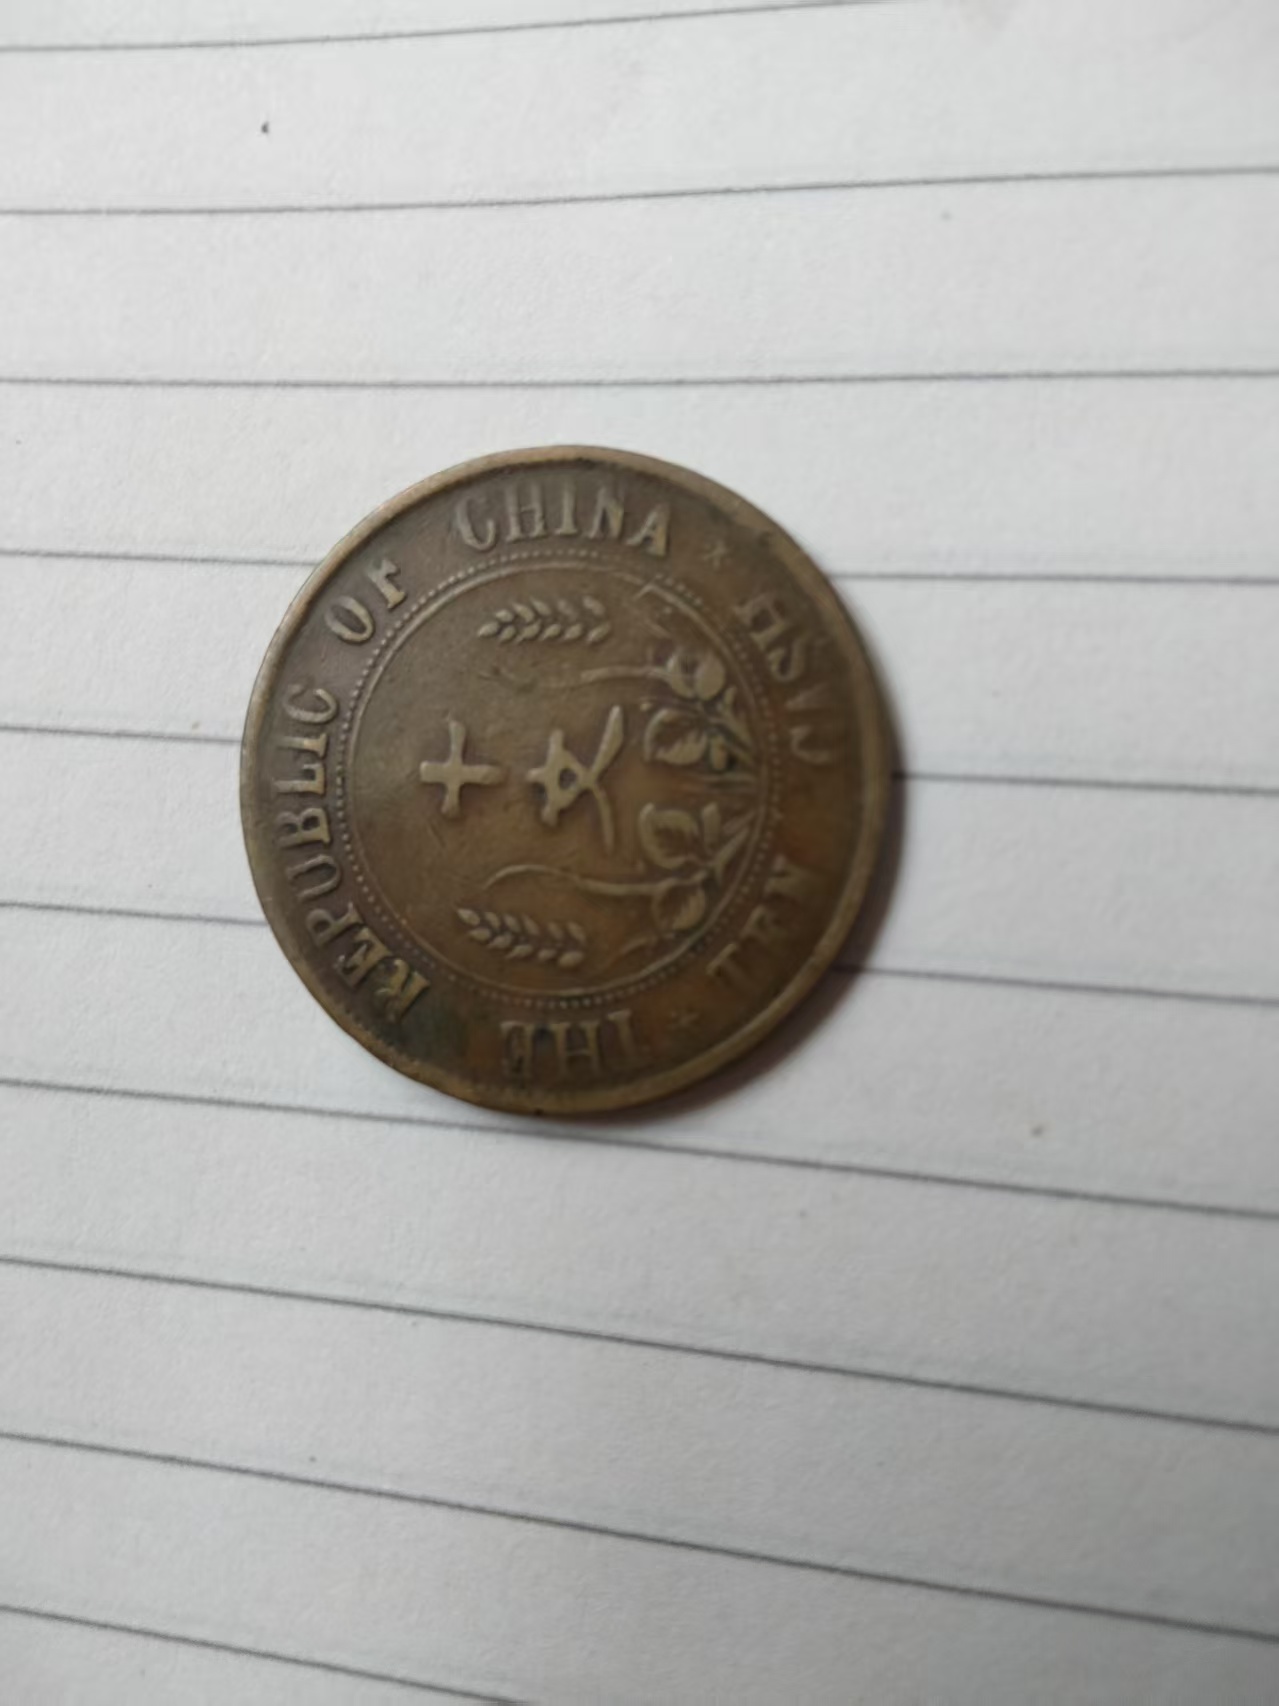 THE REPUBLIC OF CHINA
十文
TEN CASH